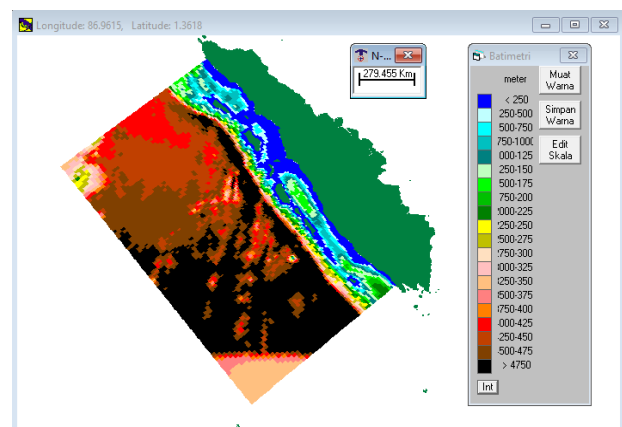 Longitude: 86.9615, Latitude: 1.3618
N-...
279.455 Km
Batimetri
meter
Muat
Warna
Simpan
Warna
Edit
Skala
< 250
250-500
500-750
750-100(
000-125
250-150
500-175
750-200
000-225
250-250
500-275
750-300
000-325
250-350
500-375
750-400
000-425
250-450
500-475
> 4750
Int